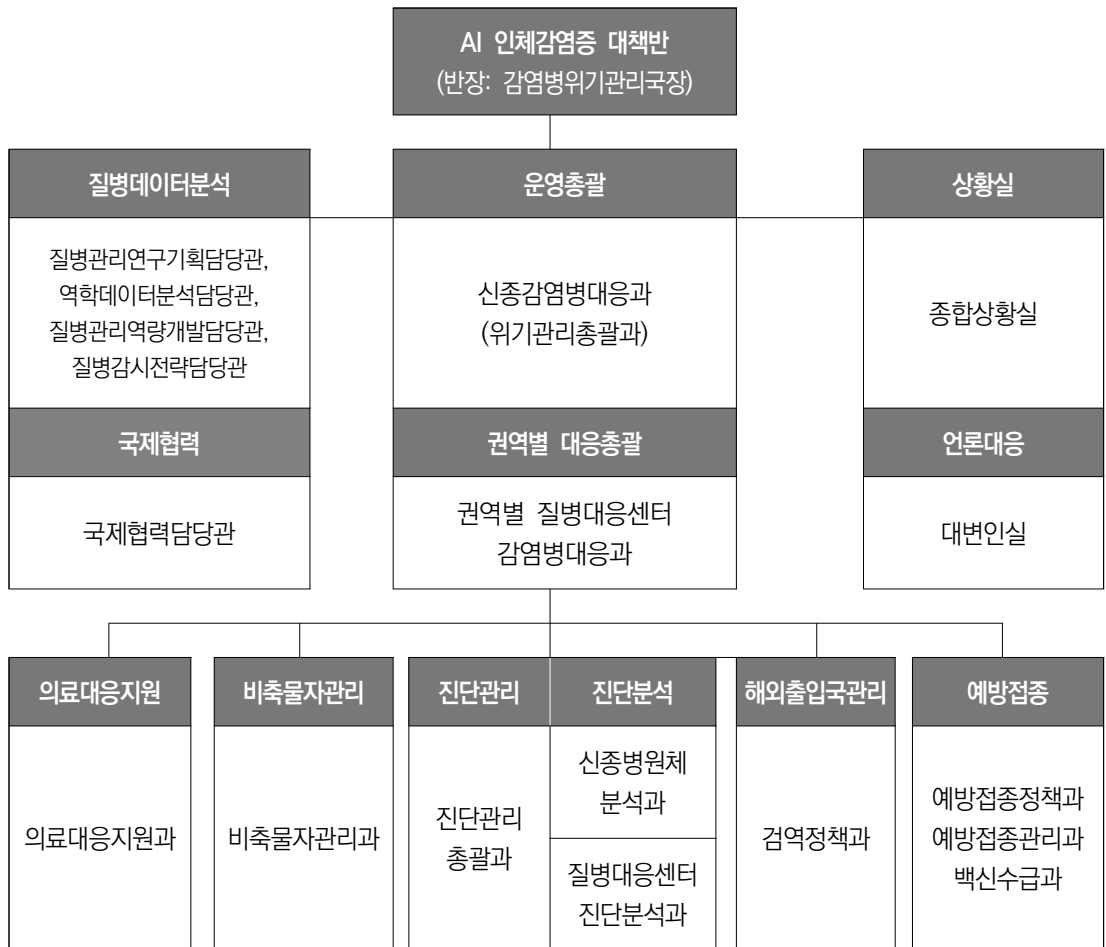 AI 인체감염증 대책반
(반장: 감염병위기관리국장)
질병데이터분석
질병관리연구기획담당관,
역학데이터분석담당관,
질병관리역량개발담당관,
질병감시전략담당관
운영총괄
신종감염병대응과
(위기관리총괄과)
상황실
종합상황실
국제협력
국제협력담당관
권역별 대응총괄
권역별 질병대응센터
감염병대응과
언론대응
대변인실
의료대응지원
의료대응지원과
비축물자관리
비축물자관리과
진단관리
진단관리
총괄과
진단분석
신종병원체
분석과
질병대응센터
진단분석과
해외출입국관리
검역정책과
예방접종
예방접종정책과
예방접종관리과
백신수급과